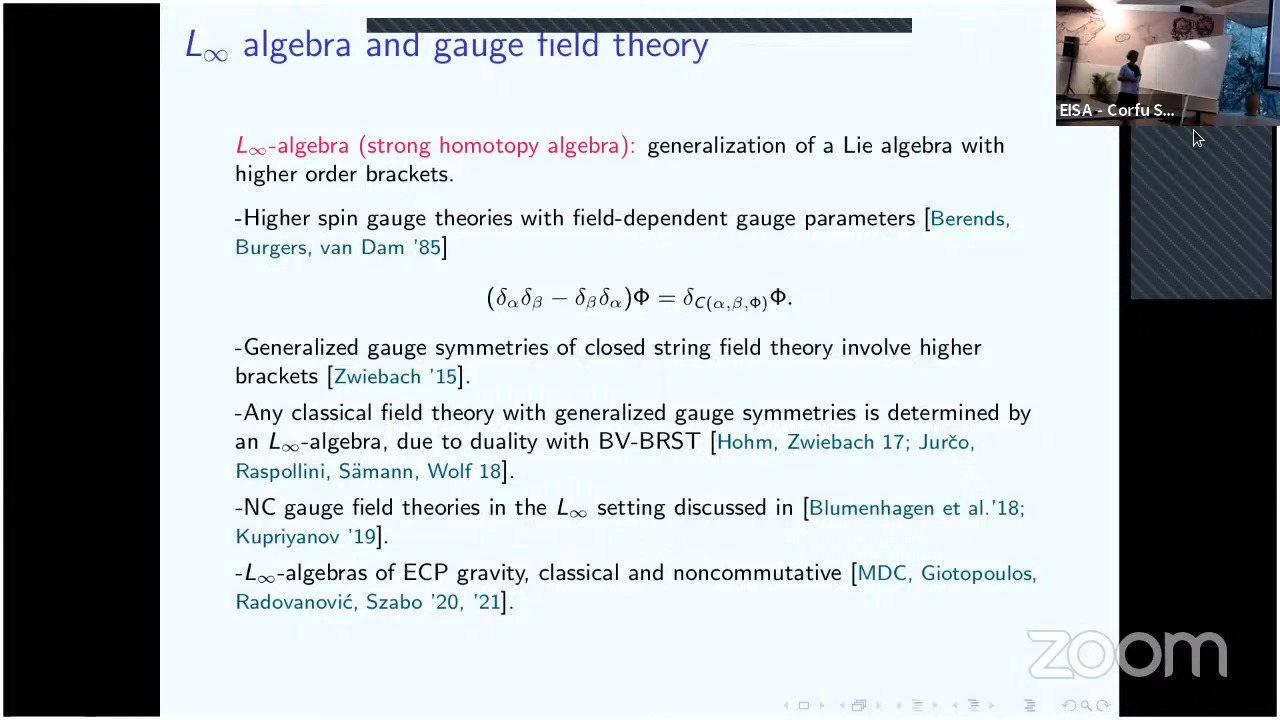 L∞ algebra and gauge field theory
EISA - Corfu S...
L∞-algebra (strong homotopy algebra): generalization of a Lie algebra with
higher order brackets.
-Higher spin gauge theories with field-dependent gauge parameters [Berends,
Burgers, van Dam '85]
(δαδβ − δβδα)Φ = δC(α,β,Φ)Φ.
-Generalized gauge symmetries of closed string field theory involve higher
brackets [Zwiebach '15].
-Any classical field theory with generalized gauge symmetries is determined by
an L∞-algebra, due to duality with BV-BRST [Hohm, Zwiebach 17; Jurčo,
Raspollini, Sämann, Wolf 18].
-NC gauge field theories in the L∞ setting discussed in [Blumenhagen et al.'18;
Kupriyanov '19].
-L∞-algebras of ECP gravity, classical and noncommutative [MDC, Giotopoulos,
Radovanović, Szabo '20, '21].
zoom